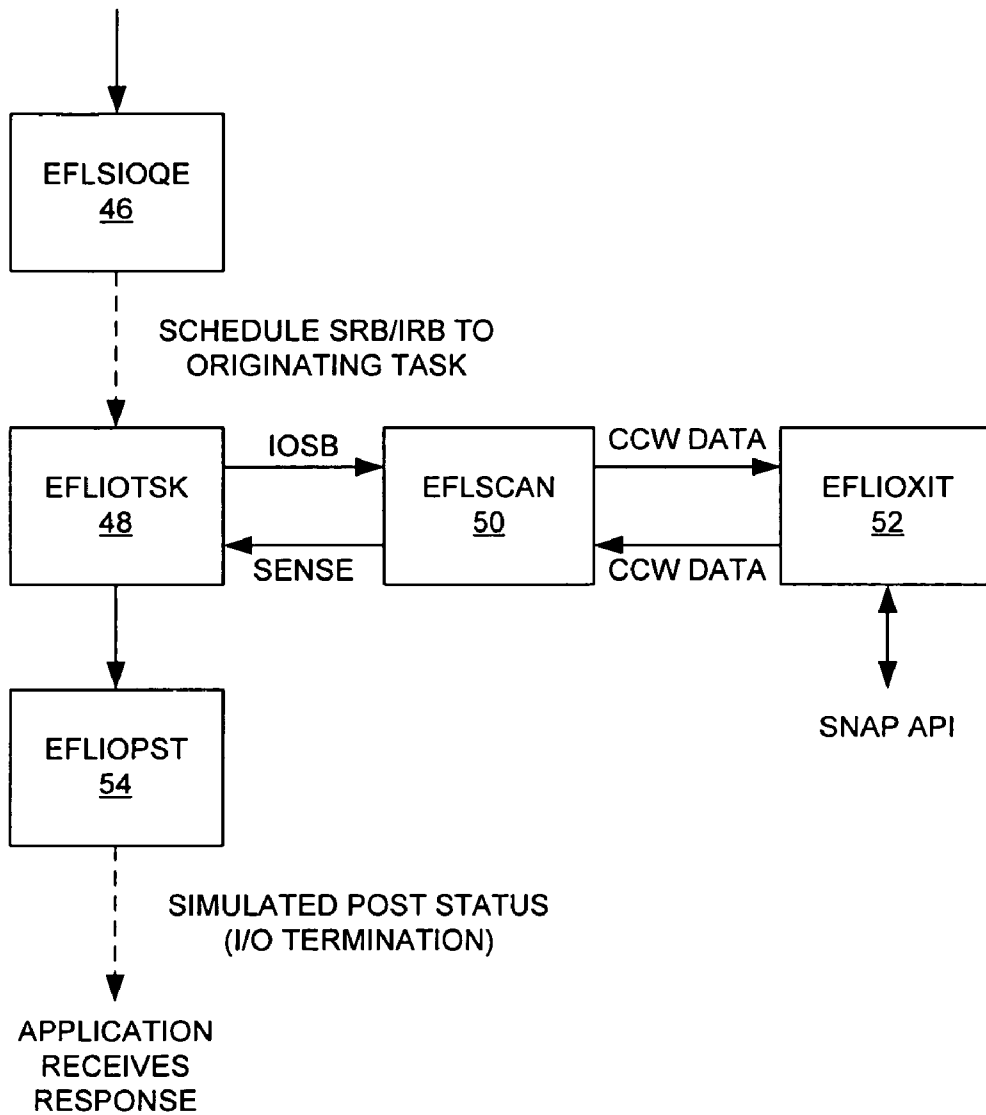 EFLSIOQE
46
SCHEDULE SRB/IRB TO
ORIGINATING TASK
EFLIOTSK
48
IOSB
SENSE
EFLSCAN
50
CCW DATA
CCW DATA
EFLIOXIT
52
SNAP API
EFLIOPST
54
SIMULATED POST STATUS
(I/O TERMINATION)
APPLICATION
RECEIVES
RESPONSE